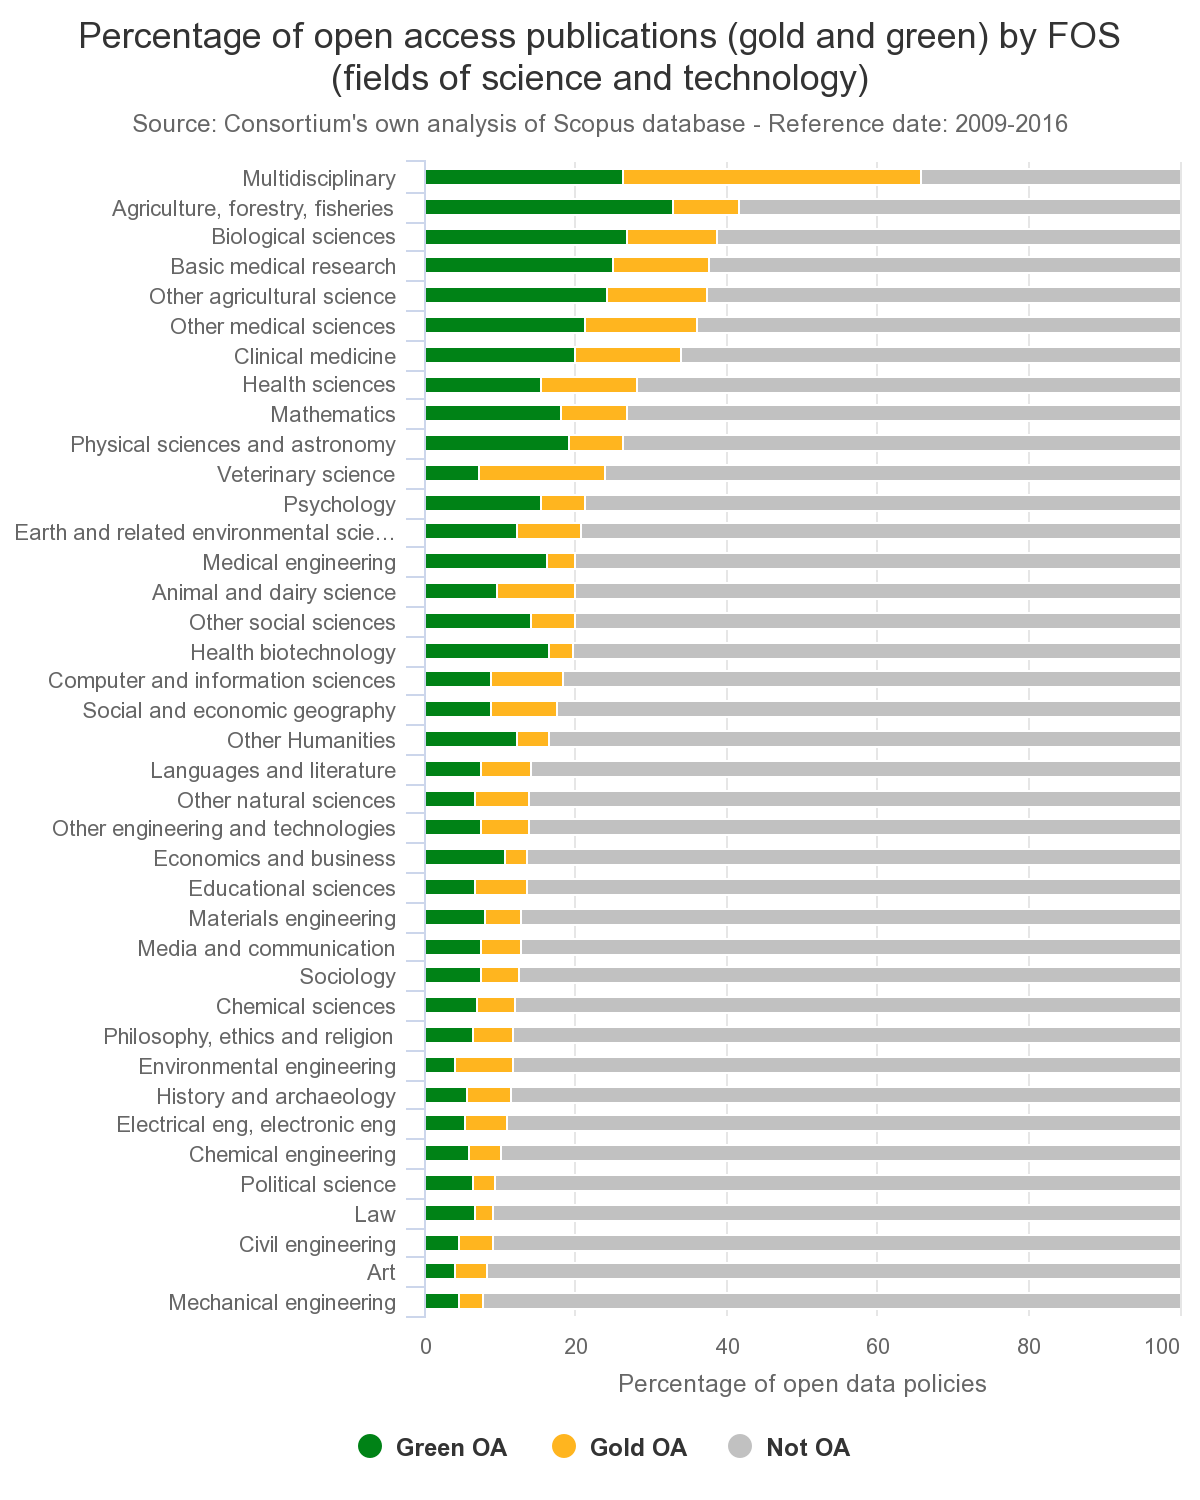 Percentage of open access publications (gold and green) by FOS
(fields of science and technology)
Source: Consortium's own analysis of Scopus database - Reference date: 2009-2016
Multidisciplinary
Agriculture, forestry, fisheries
Biological sciences
Basic medical research
Other agricultural science
Other medical sciences
Clinical medicine
Health sciences
Mathematics
Physical sciences and astronomy
Veterinary science
Psychology
Earth and related environmental scie…
Medical engineering
Animal and dairy science
Other social sciences
Health biotechnology
Computer and information sciences
Social and economic geography
Other Humanities
Languages and literature
Other natural sciences
Other engineering and technologies
Economics and business
Educational sciences
Materials engineering
Media and communication
Sociology
Chemical sciences
Philosophy, ethics and religion
Environmental engineering
History and archaeology
Electrical eng, electronic eng
Chemical engineering
Political science
Law
Civil engineering
Art
Mechanical engineering
0 20 40 60 80 100
Percentage of open data policies
Green OA Gold OA Not OA